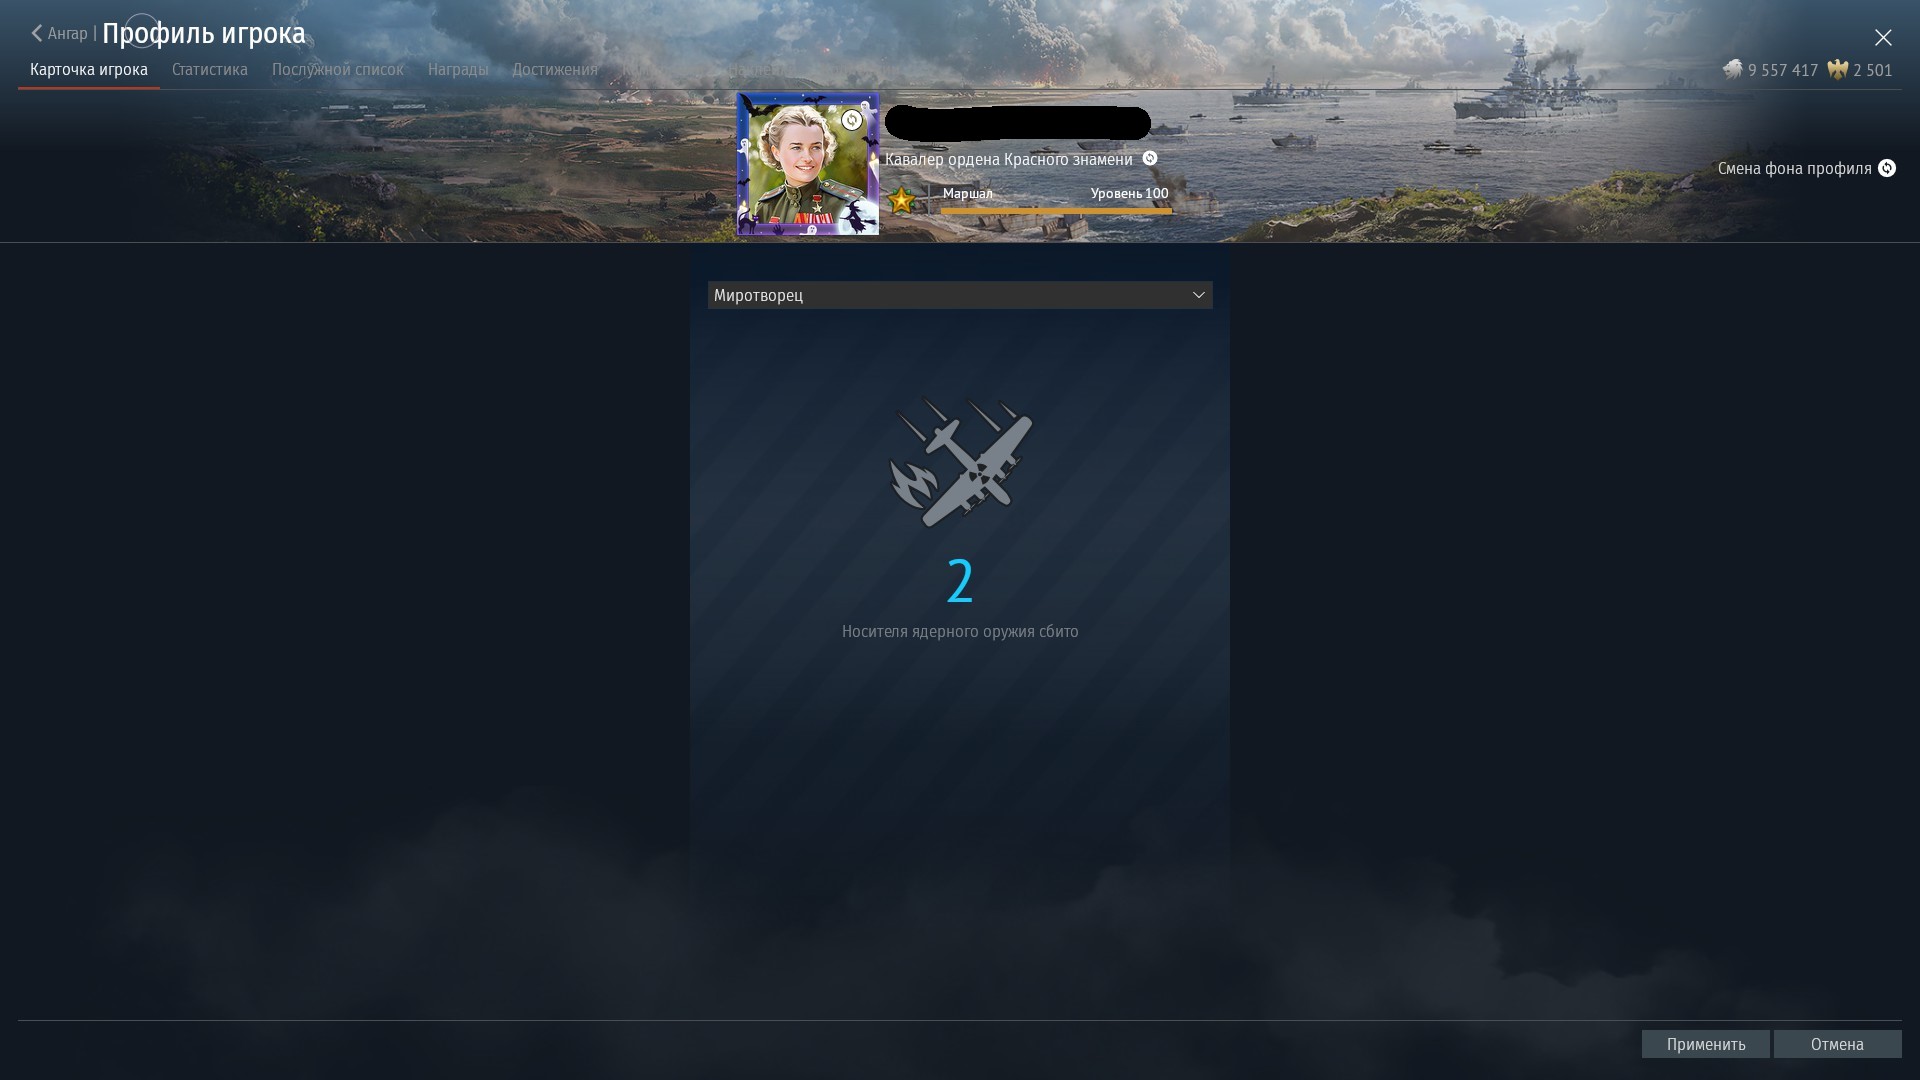 Ангар | Профиль игрока
Карточка игрока Статистика Послужной список Награды Достижения
9 557 417 2 501
Кавалер ордена Красного знамени
Смена фона профиля
Маршал Уровень 100
Миротворец
2
Носителя ядерного оружия сбито
Применить Отмена